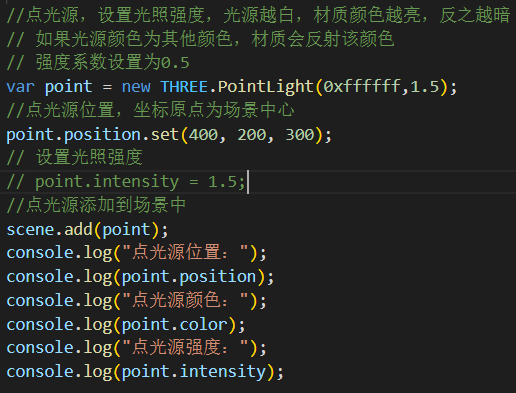 //点光源，设置光照强度，光源越白，材质颜色越亮，反之越暗
// 如果光源颜色为其他颜色，材质会反射该颜色
// 强度系数设置为0.5
var point = new THREE.PointLight(0xffffff,1.5);
//点光源位置，坐标原点为场景中心
point.position.set(400, 200, 300);
// 设置光照强度
// point.intensity = 1.5;
//点光源添加到场景中
scene.add(point);
console.log("点光源位置：");
console.log(point.position);
console.log("点光源颜色：");
console.log(point.color);
console.log("点光源强度：");
console.log(point.intensity);